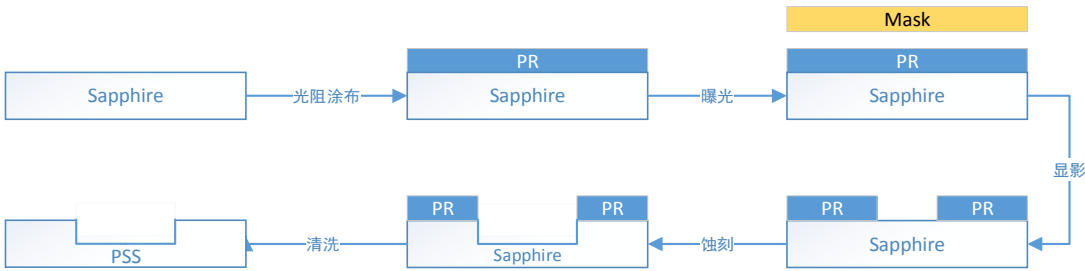 Mask
PR
PR
Sapphire
光阻涂布
Sapphire
曝光
Sapphire
显影
PR
PR
PR
PR
PSS
清洗
Sapphire
蚀刻
Sapphire